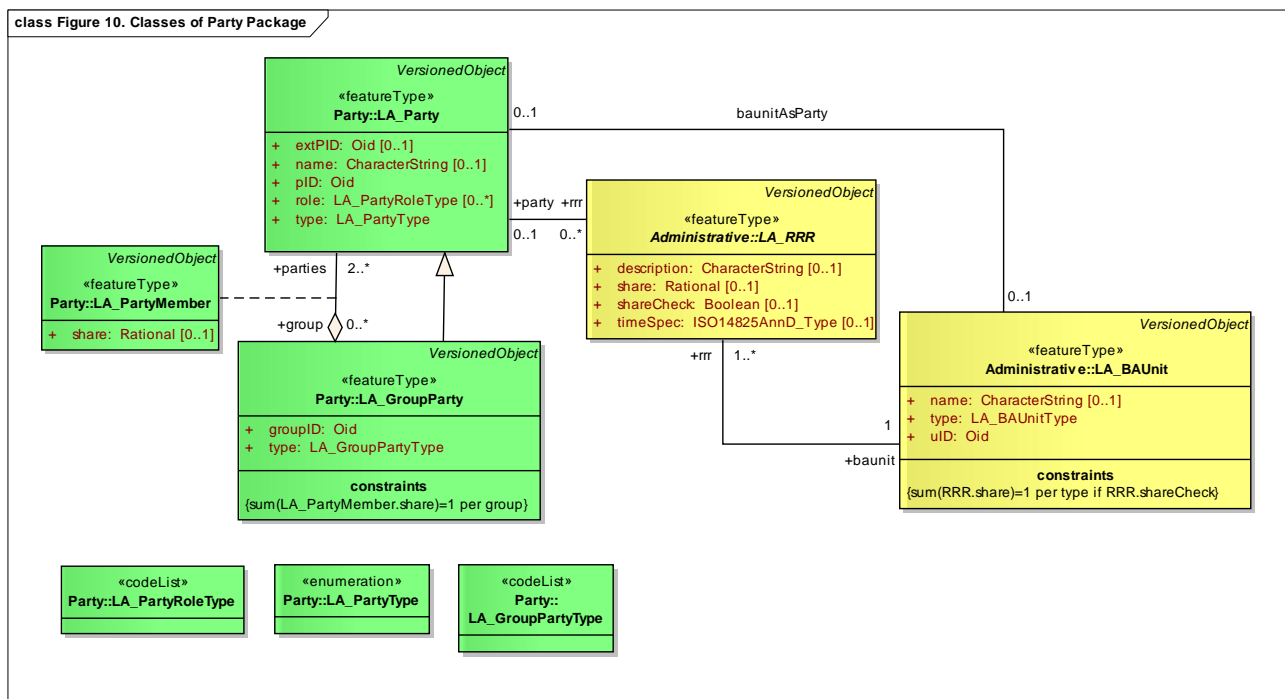 class Figure 10. Classes of Party Package
VersionedObject
«featureType»
Party::LA_Party
+ extPID: Oid [0..1]
+ name: CharacterString [0..1]
+ pID: Oid
+ role: LA_PartyRoleType [0..*]
+ type: LA_PartyType
0..1
baunitAsParty
0..1
+party
+rrr
0..1
0..*
VersionedObject
«featureType»
Administrative::LA_RRR
+ description: CharacterString [0..1]
+ share: Rational [0..1]
+ shareCheck: Boolean [0..1]
+ timeSpec: ISO14825AnnD_Type [0..1]
+parties
2..*
VersionedObject
«featureType»
Party::LA_PartyMember
+ share: Rational [0..1]
+group
0..*
+rrr
1..*
1
+baunit
VersionedObject
«featureType»
Party::LA_GroupParty
+ groupID: Oid
+ type: LA_GroupPartyType
constraints
{sum(LA_PartyMember.share)=1 per group}
VersionedObject
«featureType»
Administrative::LA_BAUnit
+ name: CharacterString [0..1]
+ type: LA_BAUnitType
+ uID: Oid
constraints
{sum(RRR.share)=1 per type if RRR.shareCheck}
«codeList»
Party::LA_PartyRoleType
«enumeration»
Party::LA_PartyType
«codeList»
Party::
LA_GroupPartyType